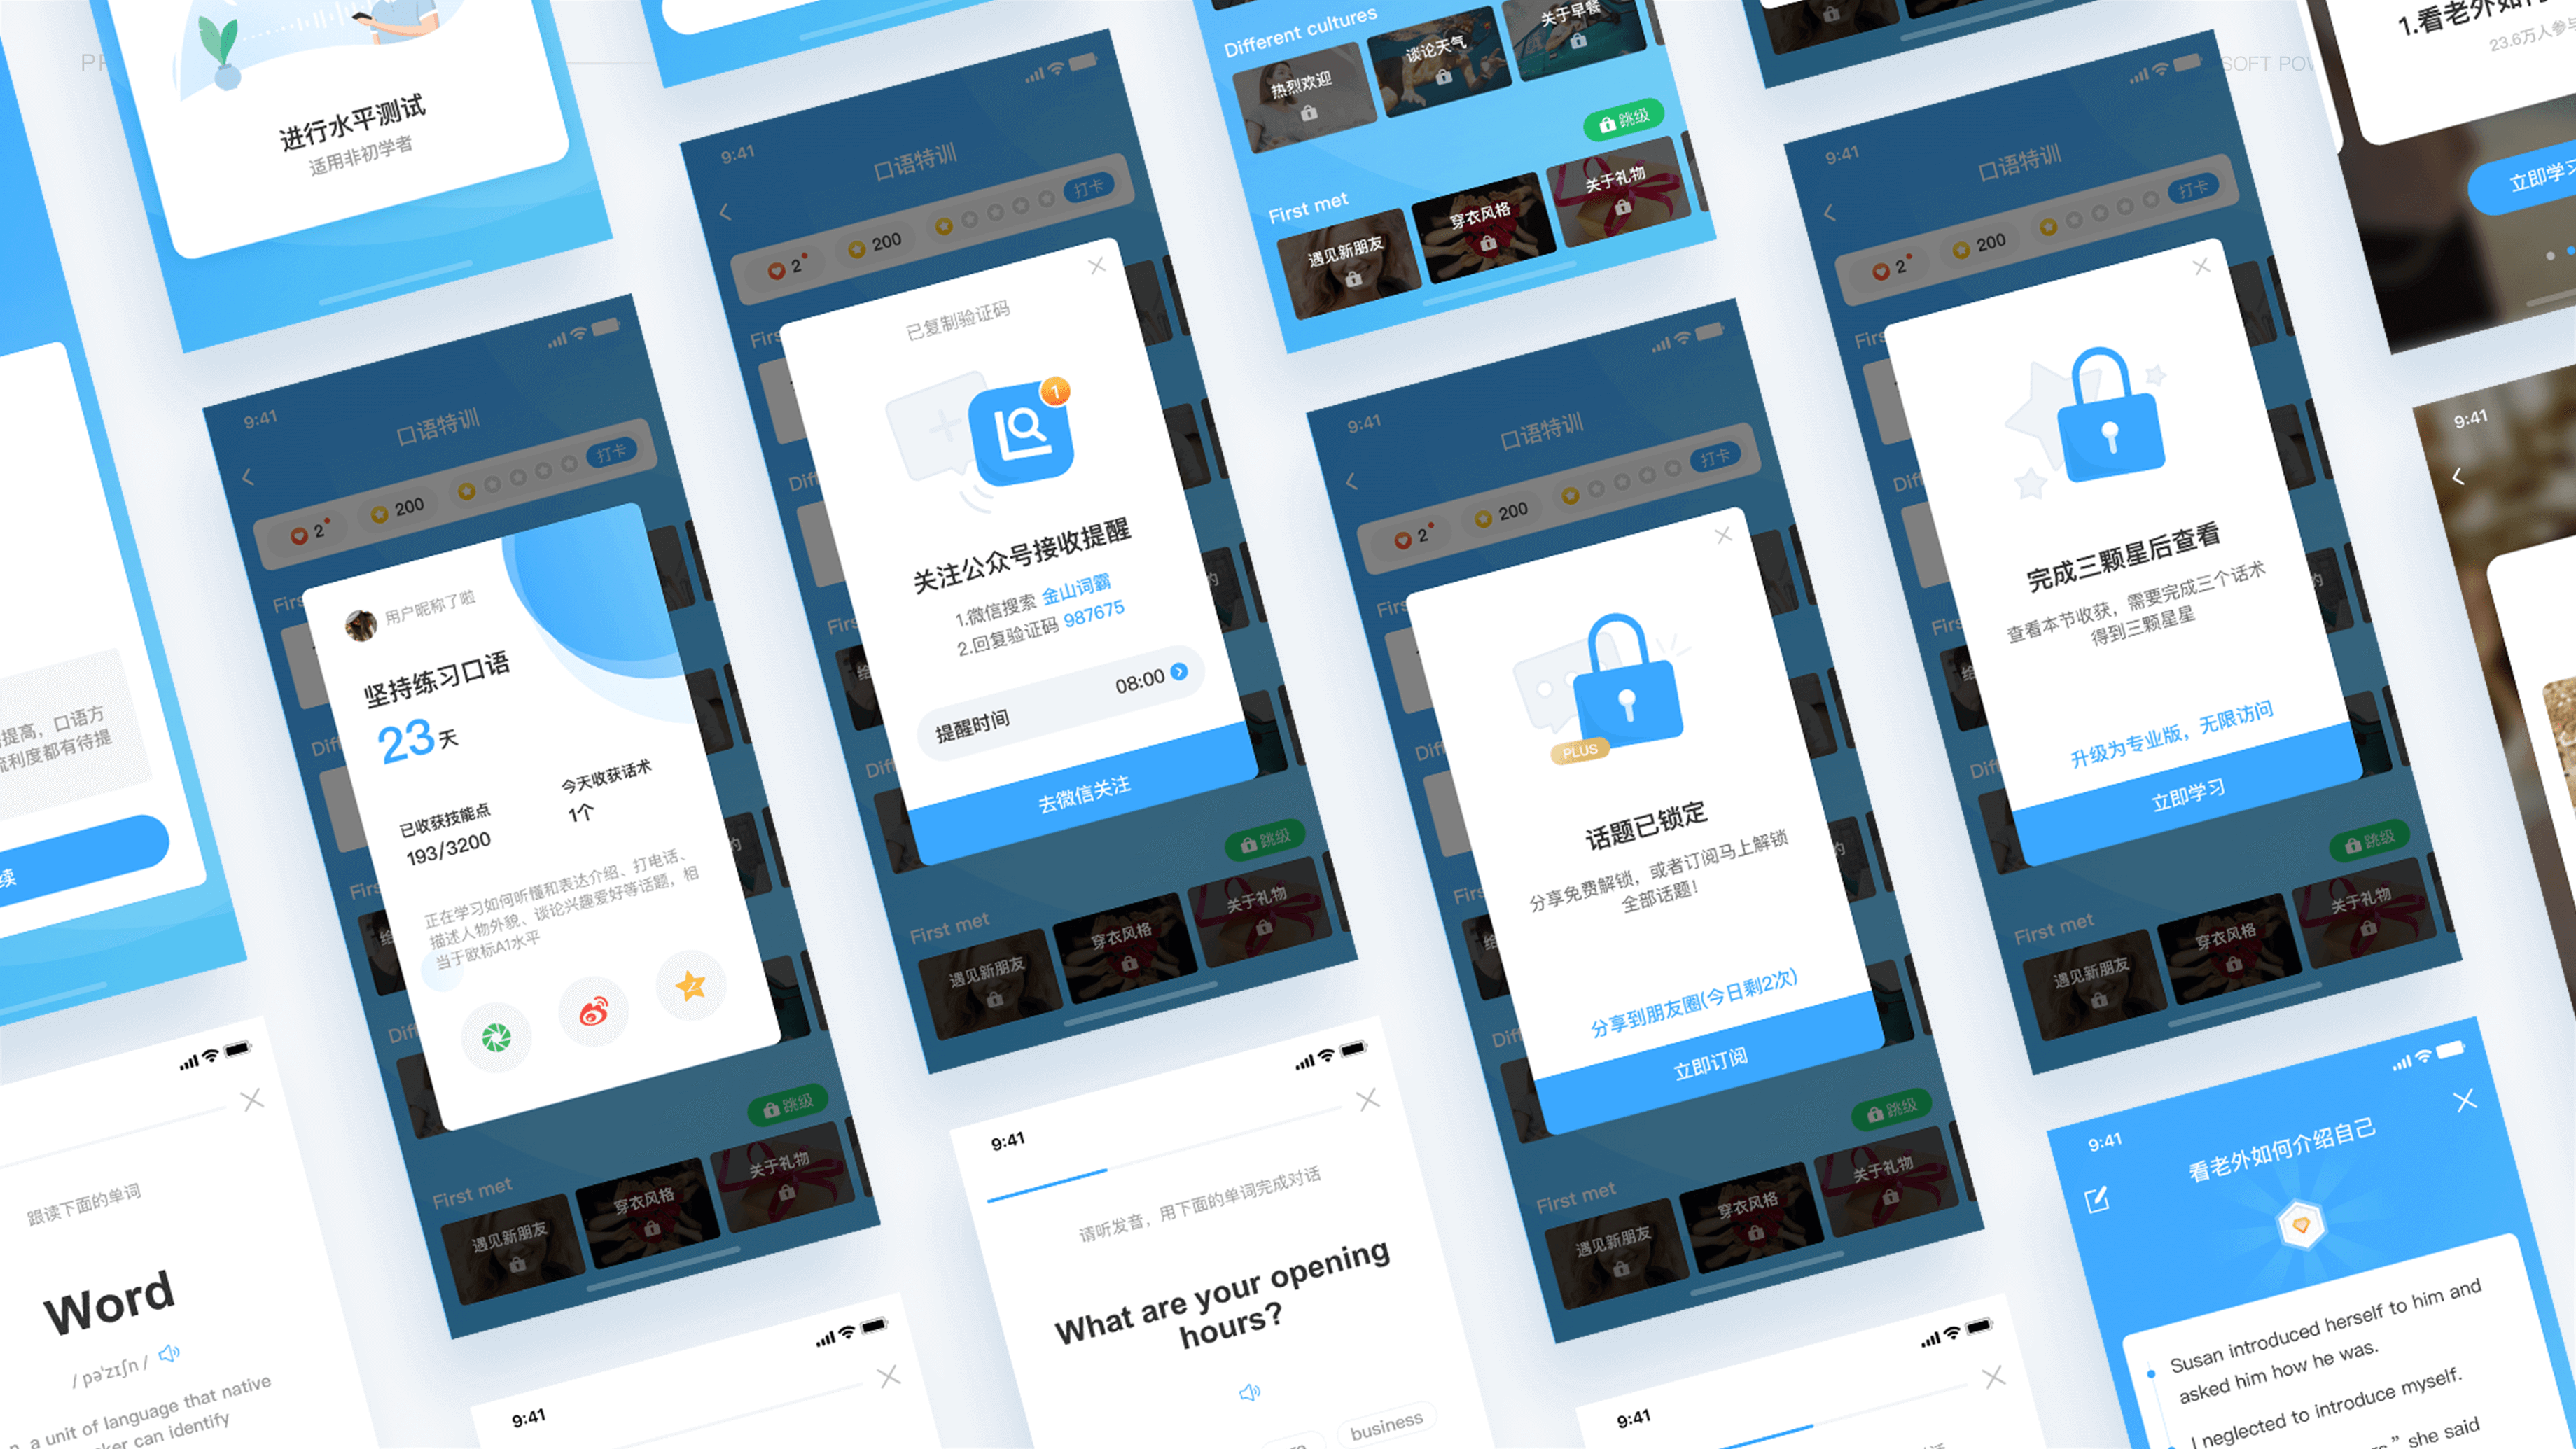 SOFT POW
进行水平测试
适用非初学者
提高，口语方
流利度都有待提
续
9:41
口语特训
2
200
打卡
用户昵称了啦
坚持练习口语
23天
已收获技能点
193/3200
今天收获话术
1个
正在学习如何听懂和表达介绍、打电话、
描述人物外貌、谈论兴趣爱好等话题，相
当于欧标A1水平
跳级
First met
遇见新朋友
穿衣风格
关于礼物
跟读下面的单词
Word
/ pə'zɪʃn /
a unit of language that native
ker can identify
9:41
口语特训
2
200
打卡
已复制验证码
1
关注公众号接收提醒
1.微信搜索 金山词霸
2.回复验证码 987675
提醒时间
08:00
去微信关注
跳级
First met
遇见新朋友
穿衣风格
关于礼物
9:41
9:41
请听发音，用下面的单词完成对话
What are your opening
hours?
business
Different cultures
热烈欢迎
谈论天气
关于早餐
跳级
First met
遇见新朋友
穿衣风格
关于礼物
9:41
口语特训
2
200
打卡
PLUS
话题已锁定
分享免费解锁，或者订阅马上解锁
全部话题！
分享到朋友圈(今日剩2次)
立即订阅
跳级
First met
遇见新朋友
穿衣风格
关于礼物
9:41
9:41
口语特训
2
200
打卡
完成三颗星后查看
查看本节收获，需要完成三个话术
得到三颗星星
升级为专业版，无限访问
立即学习
跳级
First met
遇见新朋友
穿衣风格
关于礼物
1.看老外如何
23.6万人参与
立即学习
9:41
9:41
看老外如何介绍自己
Susan introduced herself to him and
asked him how he was.
I neglected to introduce myself.
she said